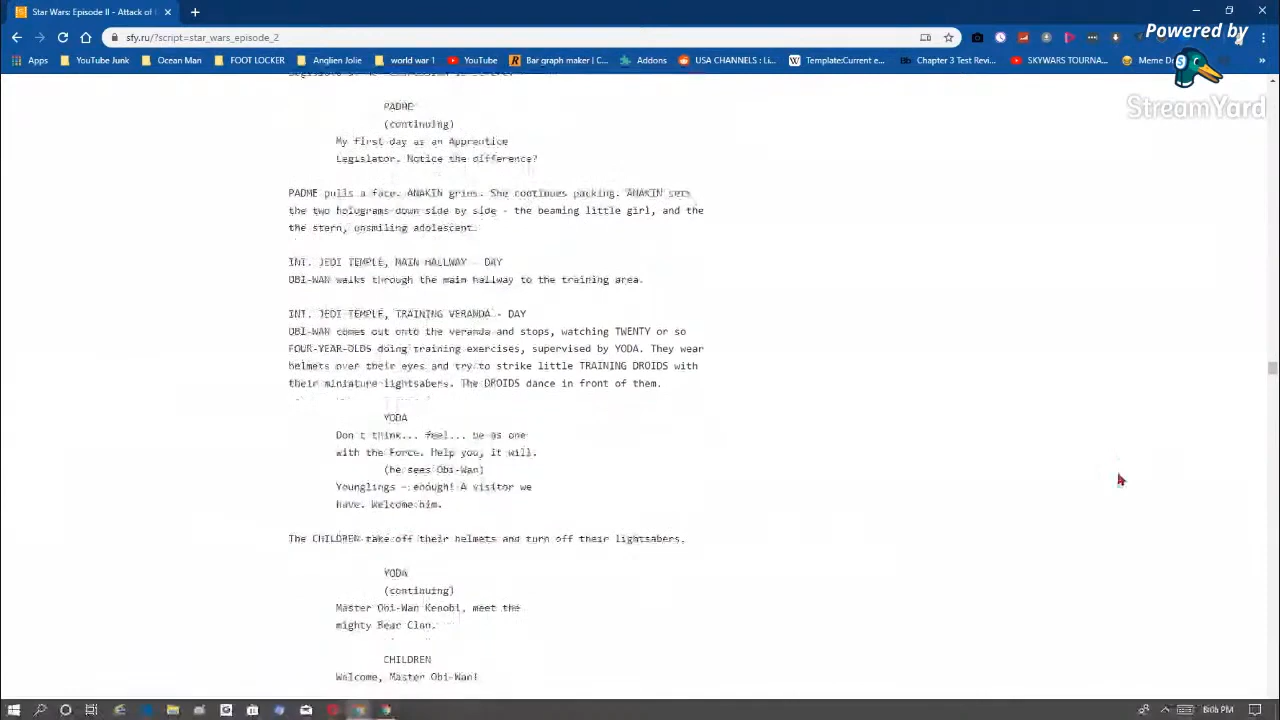 Star Wars: Episode II - Attack of
Powered by
sfy.ru/?script=star_wars_episode_2
Apps
YouTube Junk
Ocean Man
FOOT LOCKER
Anglien Jolie
world war 1
YouTube
Bar graph maker | C...
Addons
USA CHANNELS : Li...
Template:Current e...
Chapter 3 Test Revi...
SKYWARS TOURNA...
Meme De
StreamYard
PADME
(continuing)
My first day as an Apprentice
Legislator. Notice the difference?
PADME pulls a face. ANAKIN grins. She continues packing. ANAKIN sets
the two holograms down side by side - the beaming little girl, and the
the stern, unsmiling adolescent.
INT. JEDI TEMPLE, MAIN HALLWAY - DAY
OBI-WAN walks through the main hallway to the training area.
INT. JEDI TEMPLE, TRAINING VERANDA - DAY
OBI-WAN comes out onto the veranda and stops, watching TWENTY or so
FOUR-YEAR-OLDS doing training exercises, supervised by YODA. They wear
helmets over their eyes and try to strike little TRAINING DROIDS with
their miniature lightsabers. The DROIDS dance in front of them.
YODA
Don't think... feel... be as one
with the Force. Help you, it will.
(he sees Obi-Wan)
Younglings - enough! A visitor we
have. Welcome him.
The CHILDREN take off their helmets and turn off their lightsabers.
YODA
(continuing)
Master Obi-Wan Kenobi, meet the
mighty Bear Clan.
CHILDREN
Welcome, Master Obi-Wan!
8:06 PM